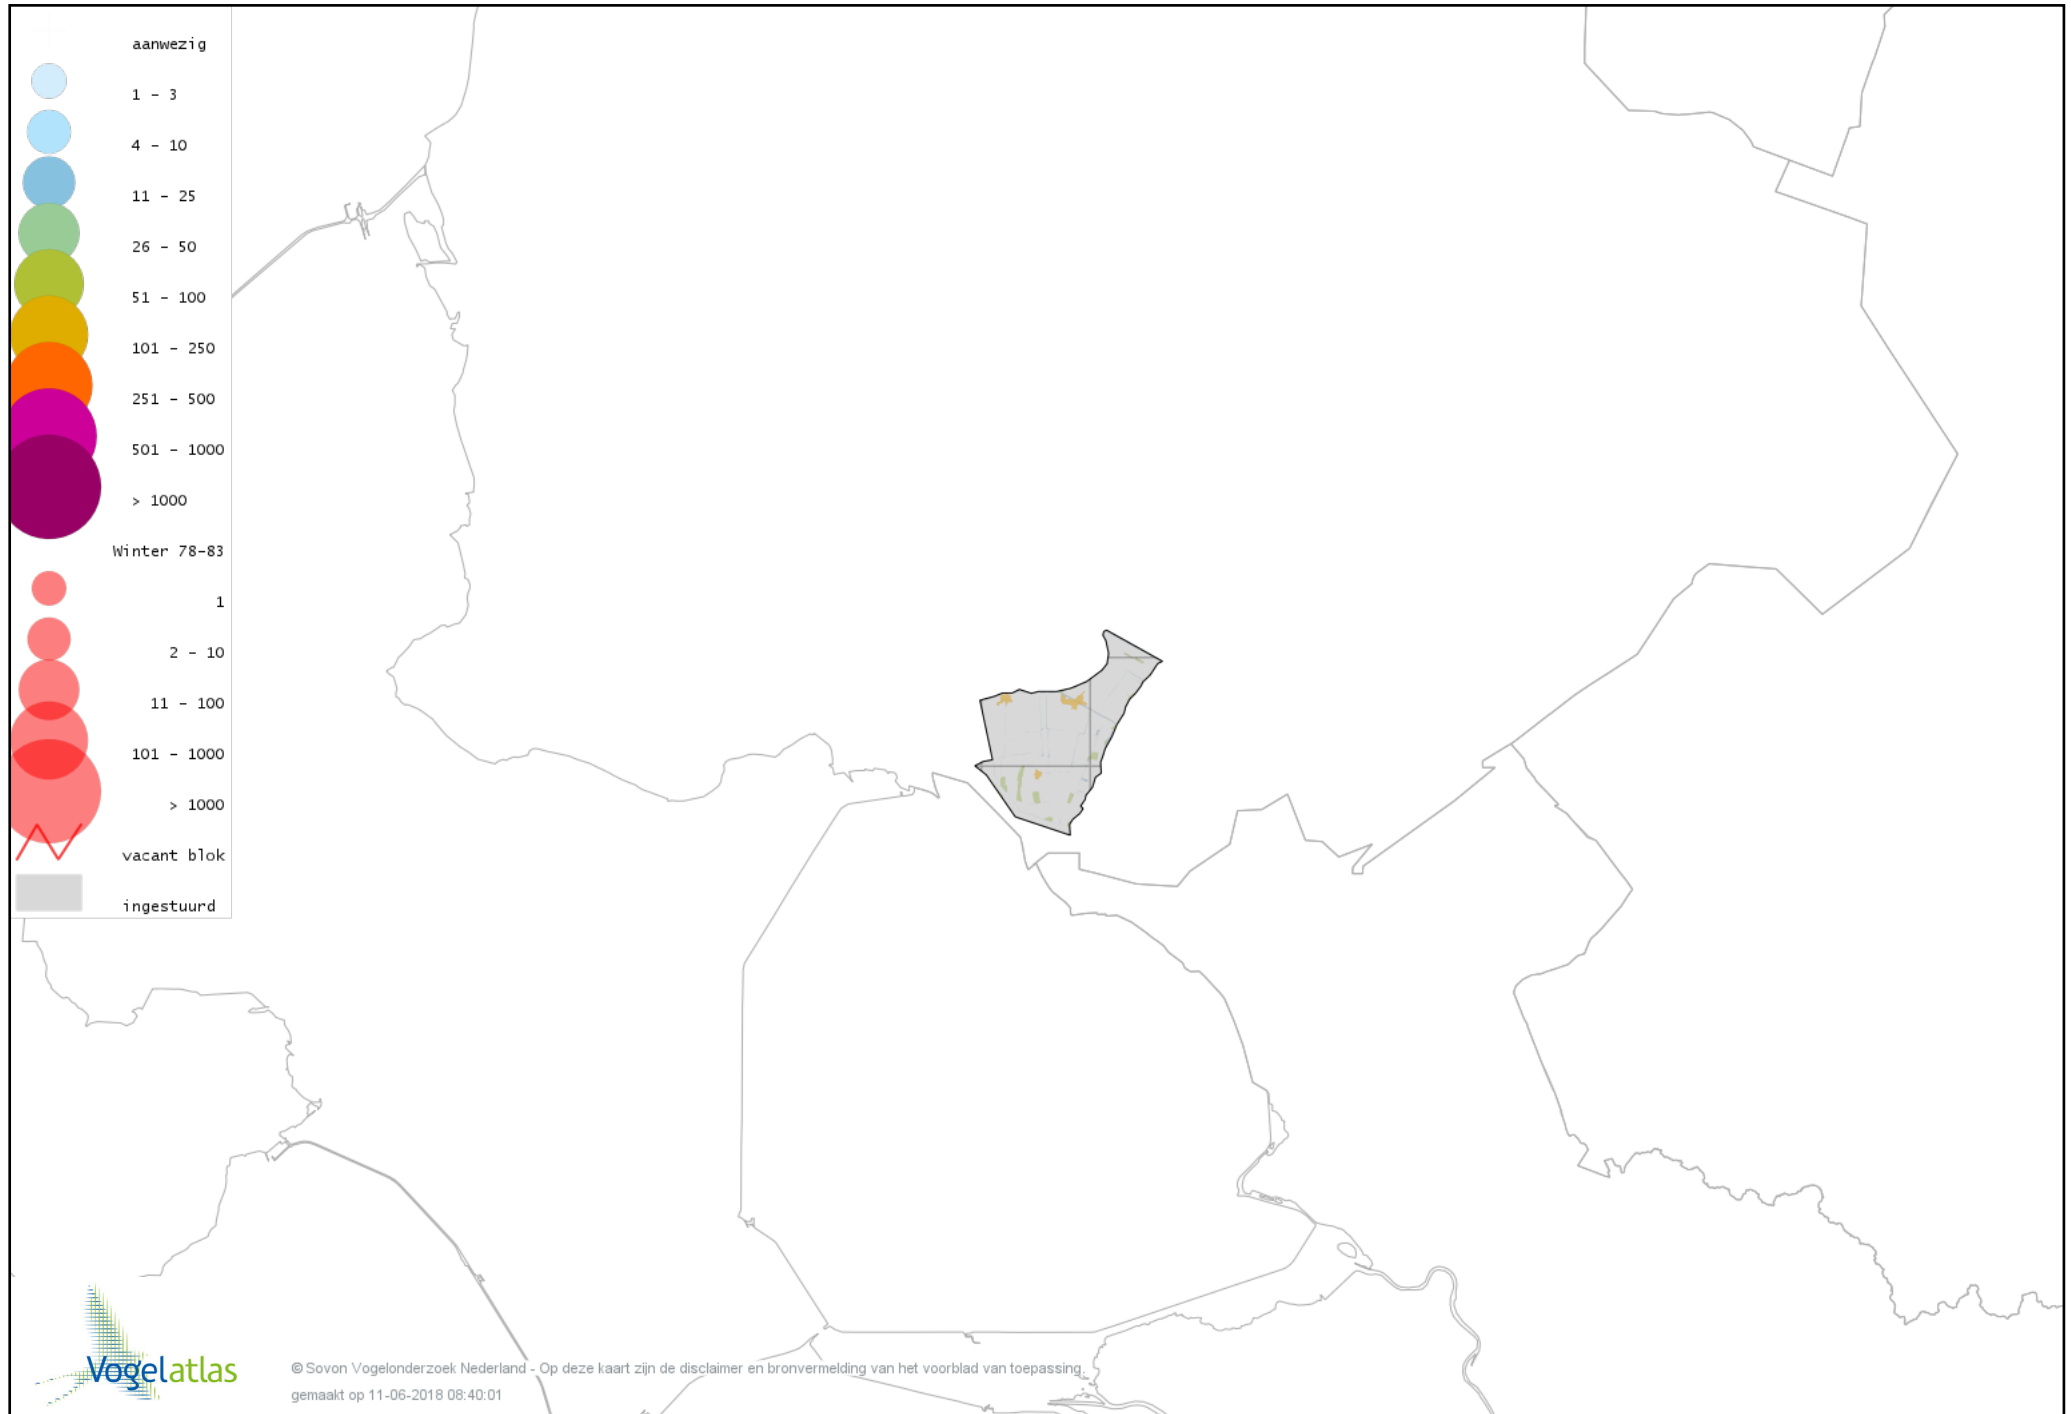 aanwezig
1 – 3
4 – 10
11 – 25
26 – 50
51 – 100
101 – 250
251 – 500
501 – 1000
> 1000
Winter 78–83
1
2 – 10
11 – 100
101 – 1000
> 1000
vacant blok
ingestuurd
Vogelatlas
© Sovon Vogelonderzoek Nederland - Op deze kaart zijn de disclaimer en bronvermelding van het voorblad van toepassing.
gemaakt op 11-06-2018 08:40:01